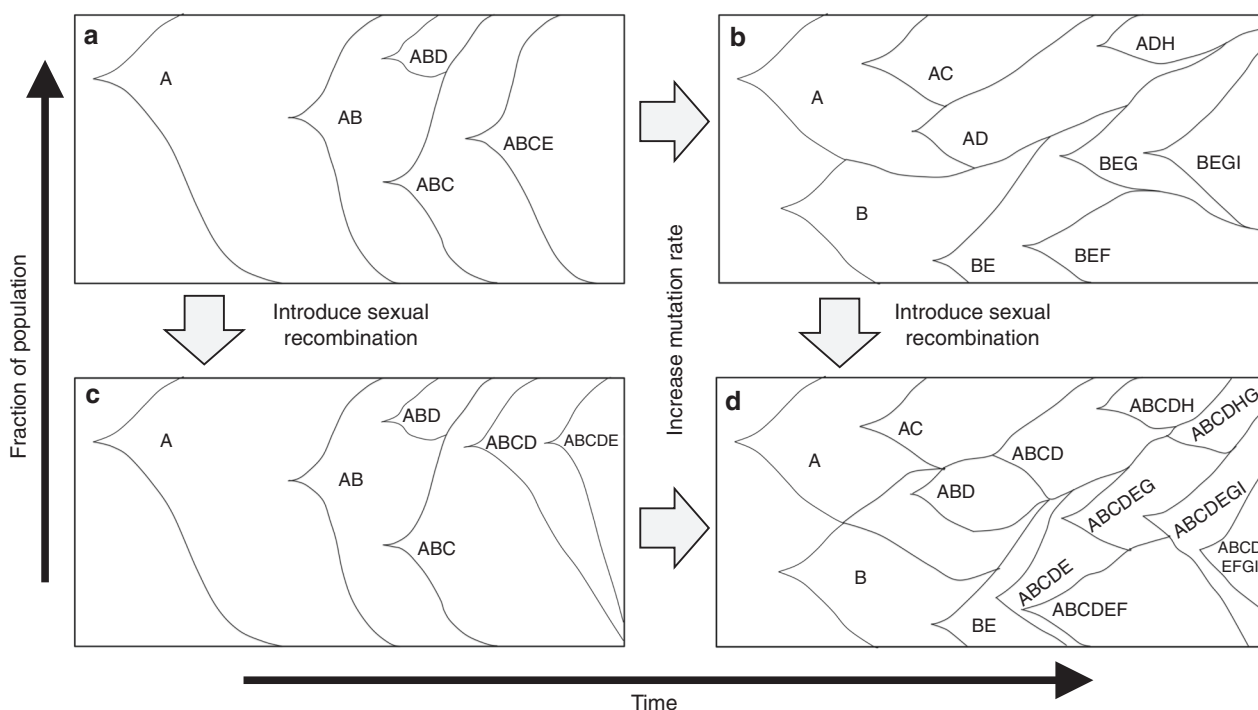 a
A
AB
ABD
ABC
ABCE
b
A
AC
AD
ADH
B
BE
BEG
BEGI
BEF
Fraction of population
Introduce sexual
recombination
Increase mutation rate
Introduce sexual
recombination
c
A
AB
ABD
ABC
ABCD
ABCDE
d
A
AC
ABD
ABCD
ABCDH
ABCDHG
B
BE
ABCDE
ABCDEF
ABCDEG
ABCDEGI
ABCD
EFGI
Time